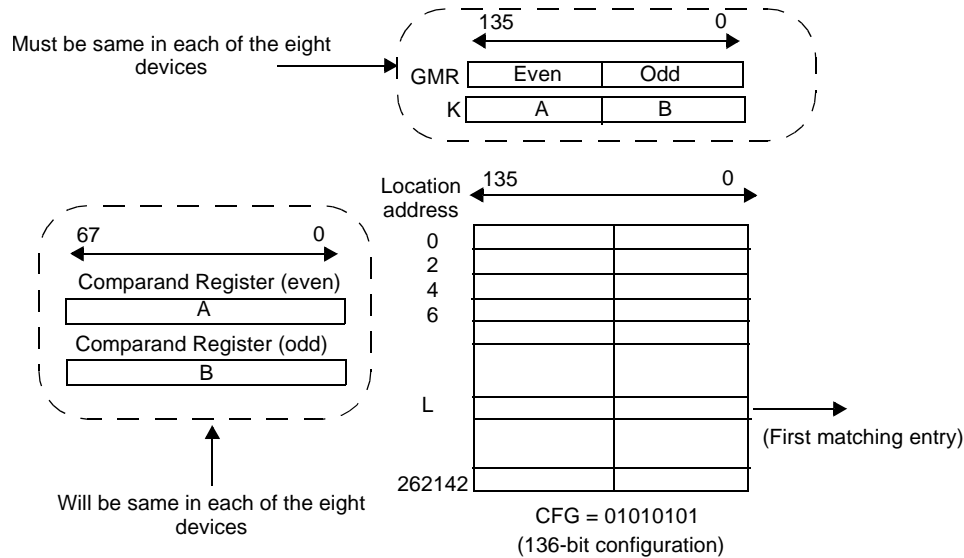 135 0
Must be same in each of the eight
devices
GMR Even Odd
K A B
Location
address
135 0
67 0
Comparand Register (even)
A
Comparand Register (odd)
B
0
2
4
6
L
(First matching entry)
262142
Will be same in each of the eight
devices
CFG = 01010101
(136-bit configuration)